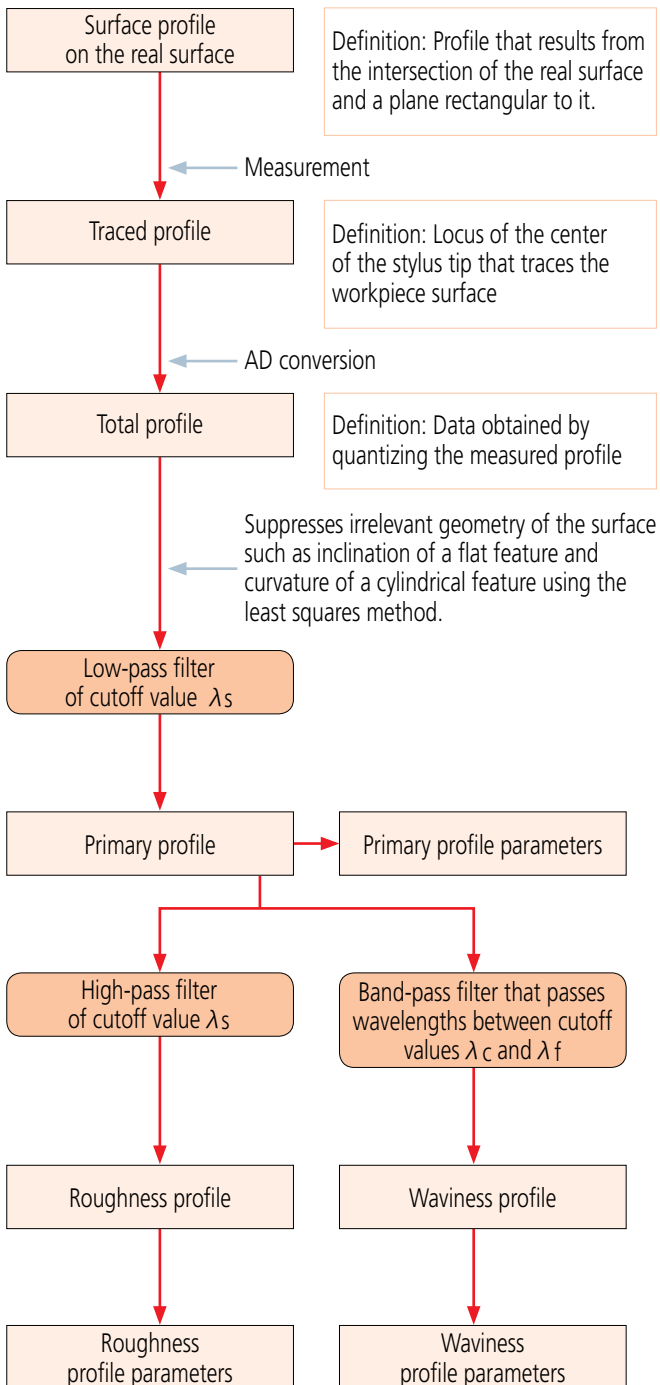 Surface profile
on the real surface
Definition: Profile that results from
the intersection of the real surface
and a plane rectangular to it.
Measurement
Traced profile
Definition: Locus of the center
of the stylus tip that traces the
workpiece surface
AD conversion
Total profile
Definition: Data obtained by
quantizing the measured profile
Suppresses irrelevant geometry of the surface
such as inclination of a flat feature and
curvature of a cylindrical feature using the
least squares method.
Low-pass filter
of cutoff value λs
Primary profile
Primary profile parameters
High-pass filter
of cutoff value λs
Band-pass filter that passes
wavelengths between cutoff
values λc and λf
Roughness profile
Waviness profile
Roughness
profile parameters
Waviness
profile parameters